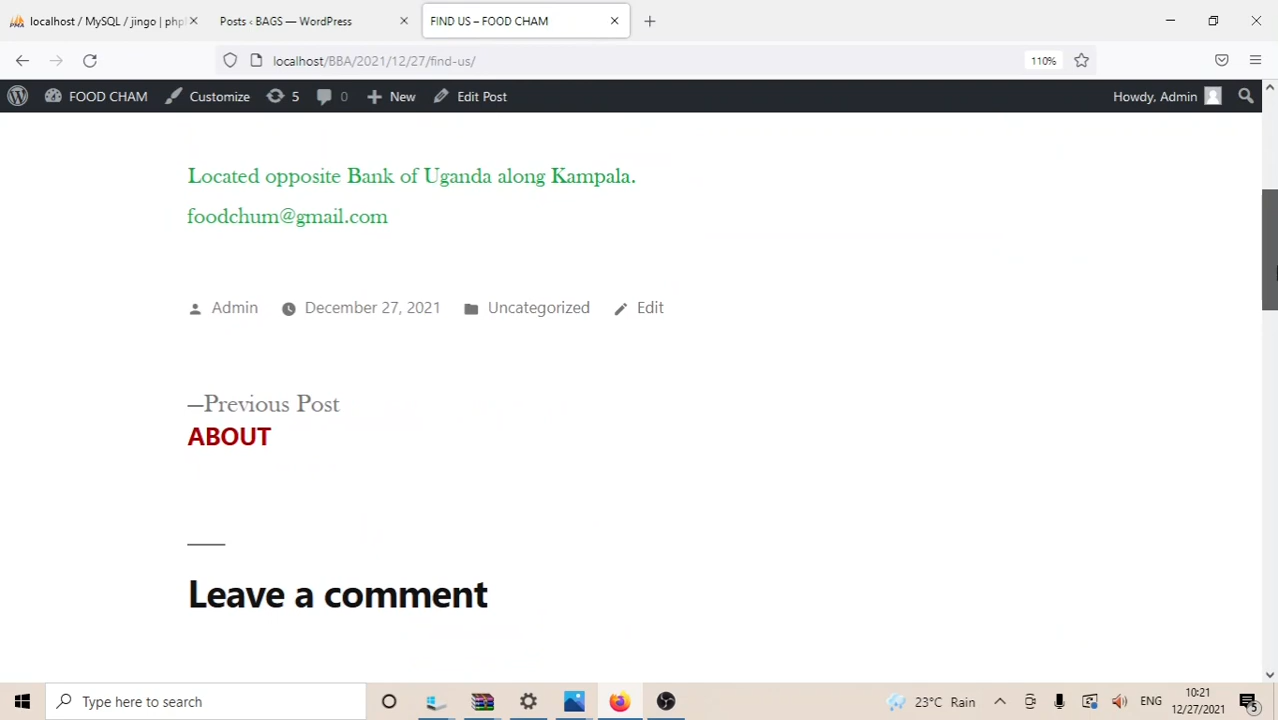 localhost / MySQL / jingo | php
Posts ‹ BAGS — WordPress
FIND US – FOOD CHAM
localhost/BBA/2021/12/27/find-us/
110%
FOOD CHAM
Customize
5
0
New
Edit Post
Howdy, Admin
Located opposite Bank of Uganda along Kampala.
foodchum@gmail.com
Admin
December 27, 2021
Uncategorized
Edit
—Previous Post
ABOUT
Leave a comment
Type here to search
23°C Rain
ENG
10:21
12/27/2021
5